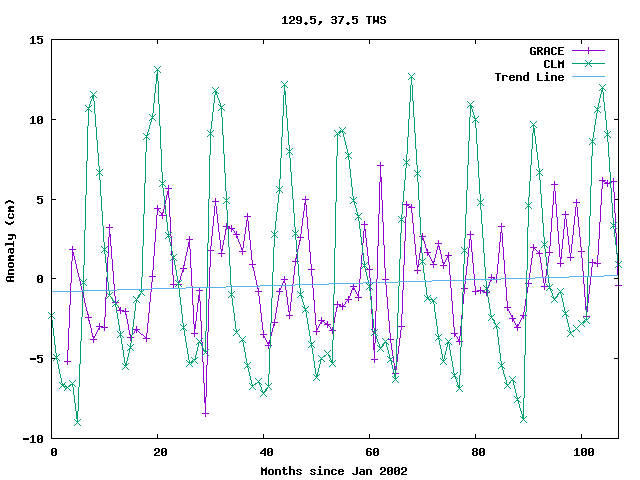 129.5, 37.5 TWS
GRACE
CLM
Trend Line
15
10
5
0
-5
-10
Anomaly (cm)
0 20 40 60 80 100
Months since Jan 2002